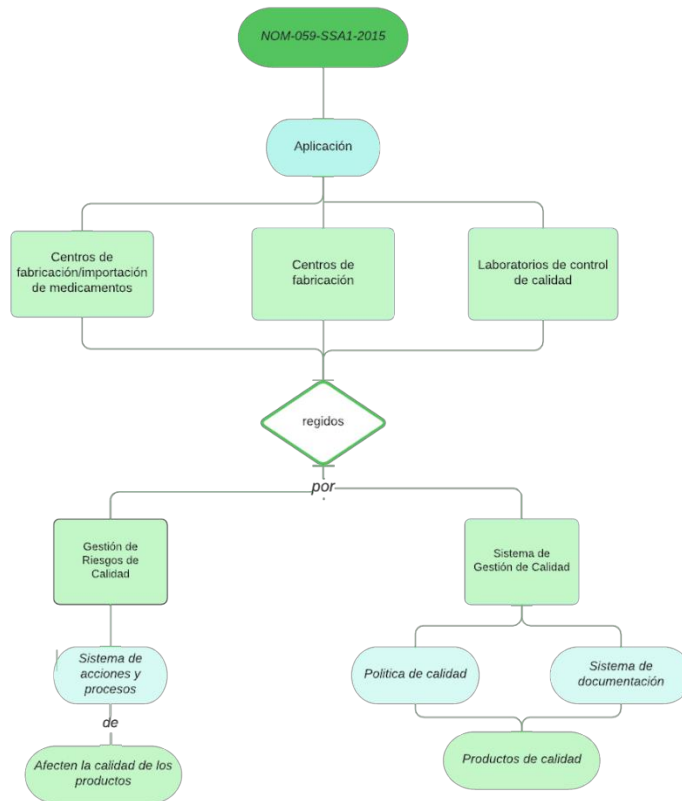 NOM-059-SSA1-2015
Aplicación
Centros de
fabricación/importación
de medicamentos
Centros de
fabricación
Laboratorios de control
de calidad
regidos
por
Gestión de
Riesgos de
Calidad
Sistema de
Gestión de Calidad
Sistema de
acciones y
procesos
Politica de calidad
Sistema de
documentación
de
Afecten la calidad de los
productos
Productos de calidad